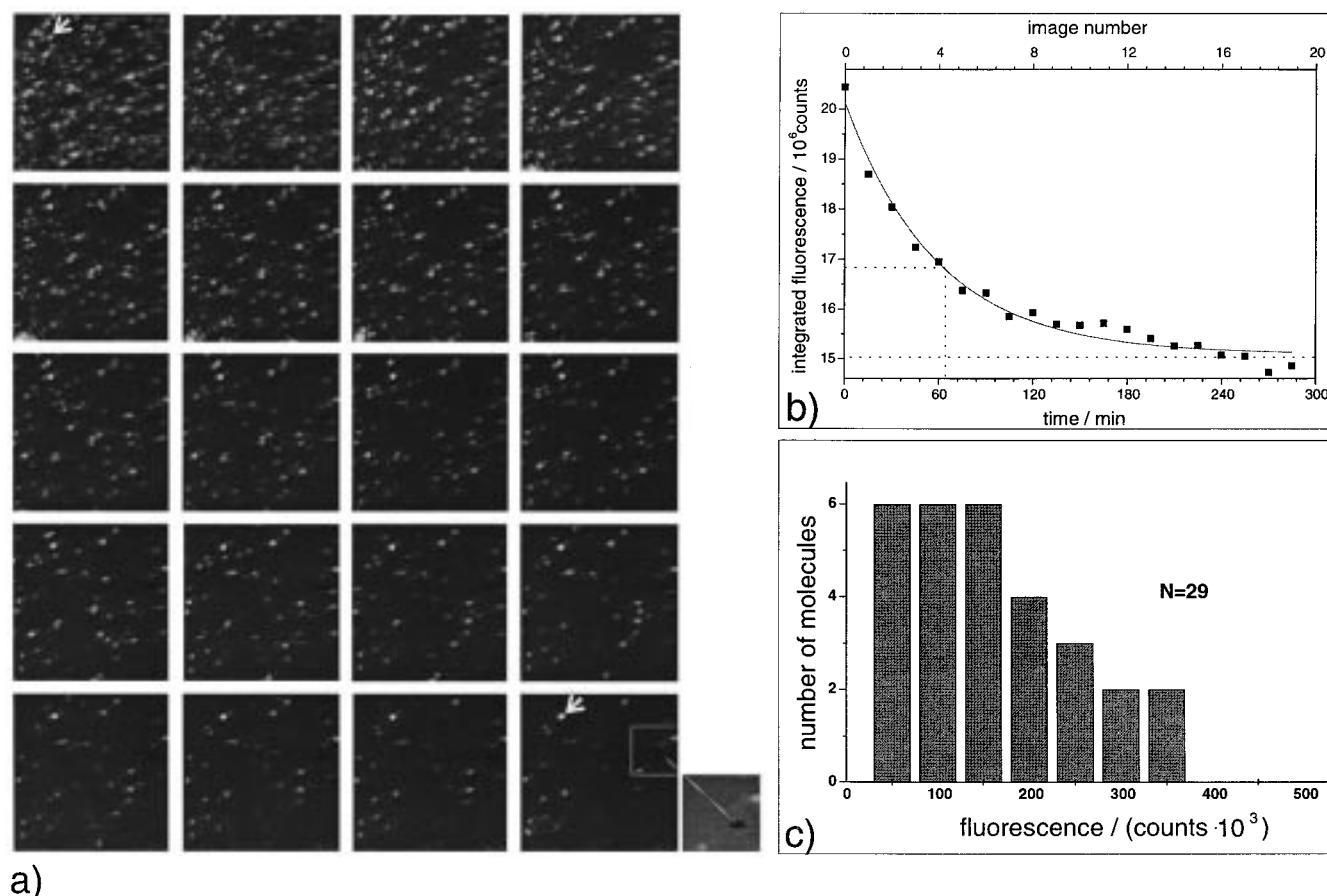 a)
image number
0 4 8 12 16 20
integrated fluorescence / 10⁶counts
20
19
18
17
16
15
0 60 120 180 240 300
time / min
b)
number of molecules
6
4
2
0
N=29
0 100 200 300 400 500
fluorescence / (counts ·10³)
c)